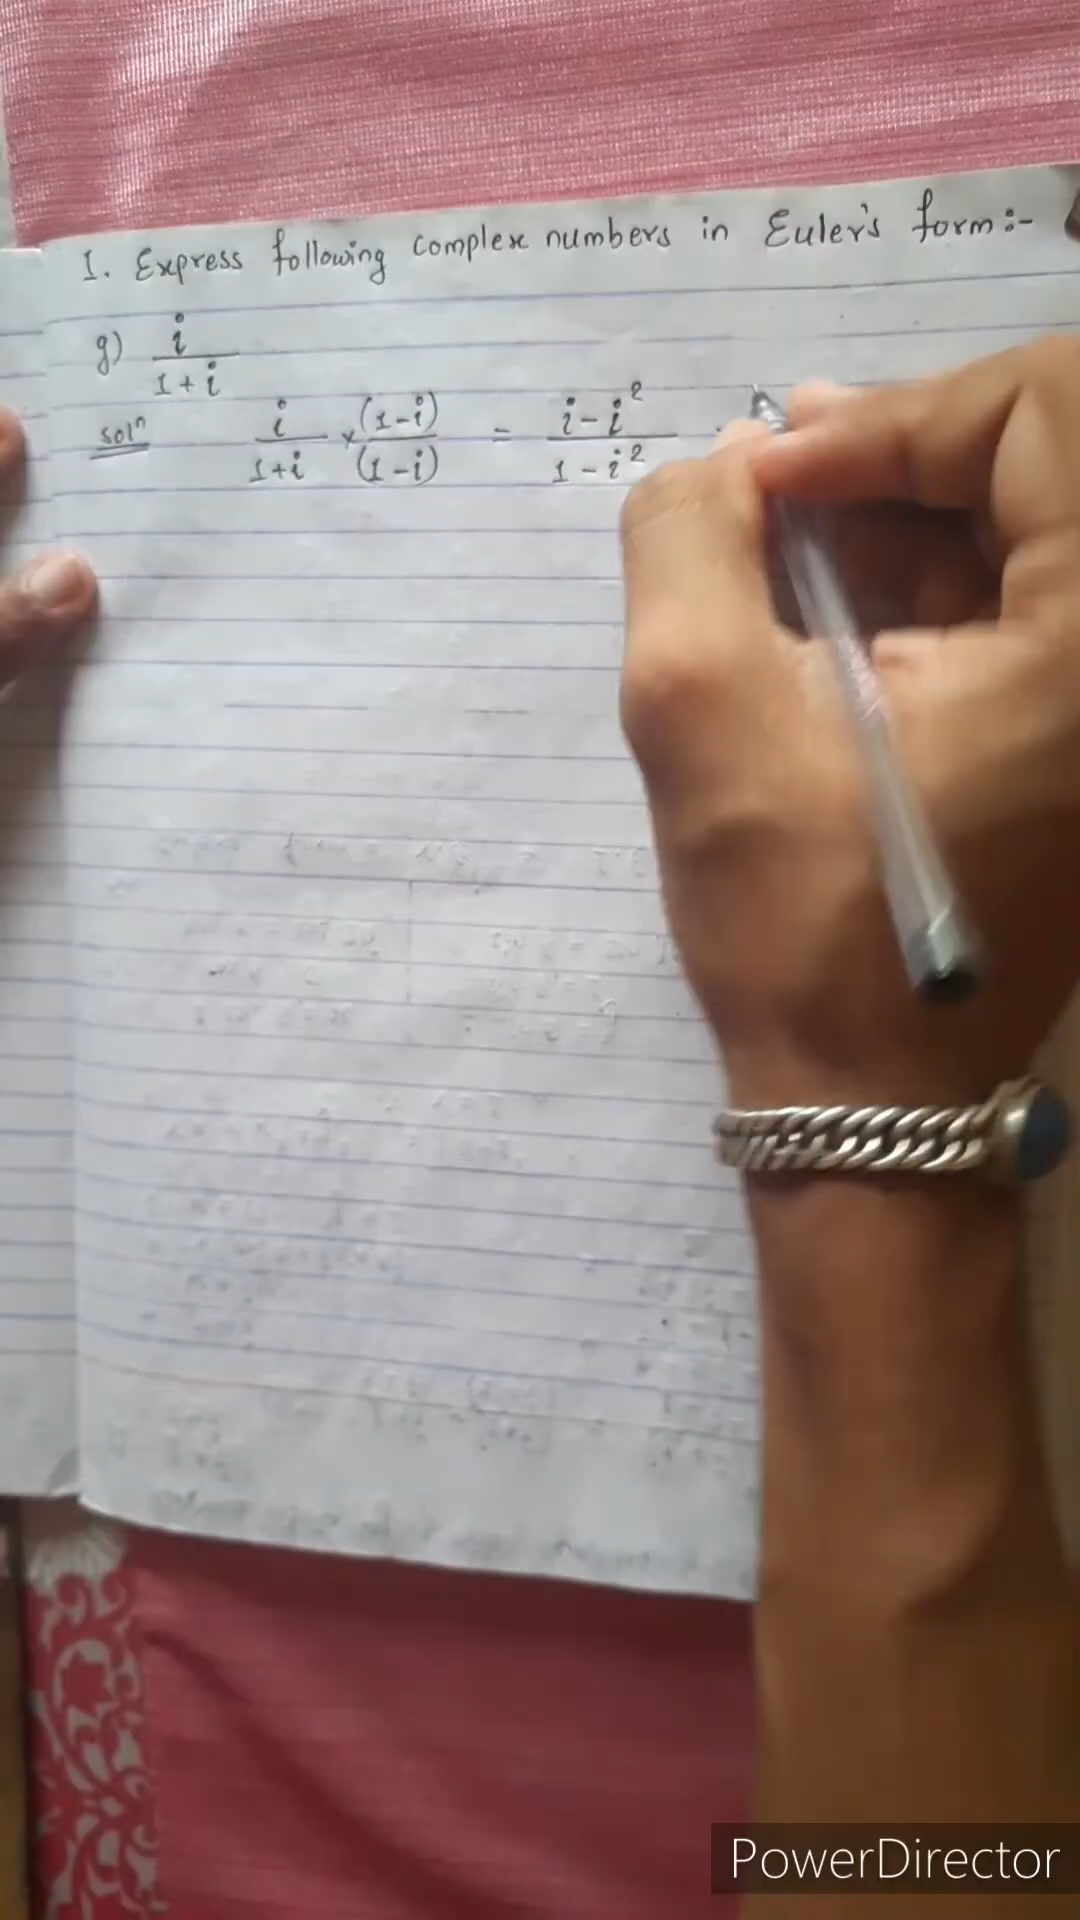 1. Express following complex numbers in Euler's form:-
g) i / 1+i
solⁿ i / 1+i × (1-i) / (1-i) = i-i² / 1-i²
PowerDirector